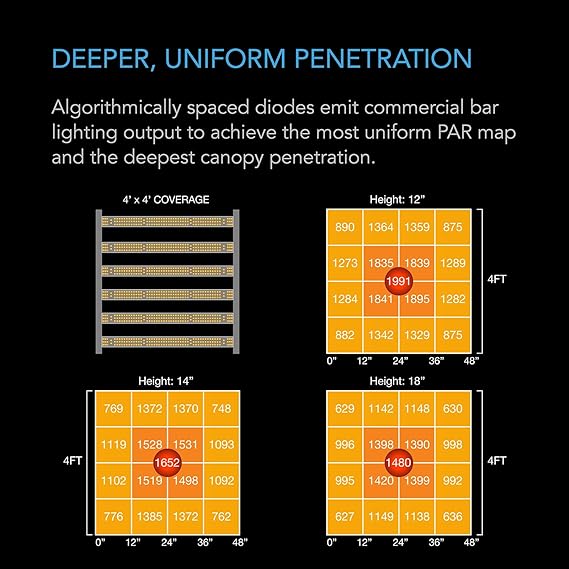 DEEPER, UNIFORM PENETRATION
Algorithmically spaced diodes emit commercial bar
lighting output to achieve the most uniform PAR map
and the deepest canopy penetration.
4' x 4' COVERAGE
Height: 12"
890 1364 1359 875
1273 1835 1839 1289
1991
4FT
1284 1841 1895 1282
882 1342 1329 875
0" 12" 24" 36" 48"
Height: 14"
769 1372 1370 748
1119 1528 1531 1093
4FT
1652
1102 1519 1498 1092
776 1385 1372 762
0" 12" 24" 36" 48"
Height: 18"
629 1142 1148 630
996 1398 1390 998
1480
4FT
995 1420 1399 992
627 1149 1138 636
0" 12" 24" 36" 48"